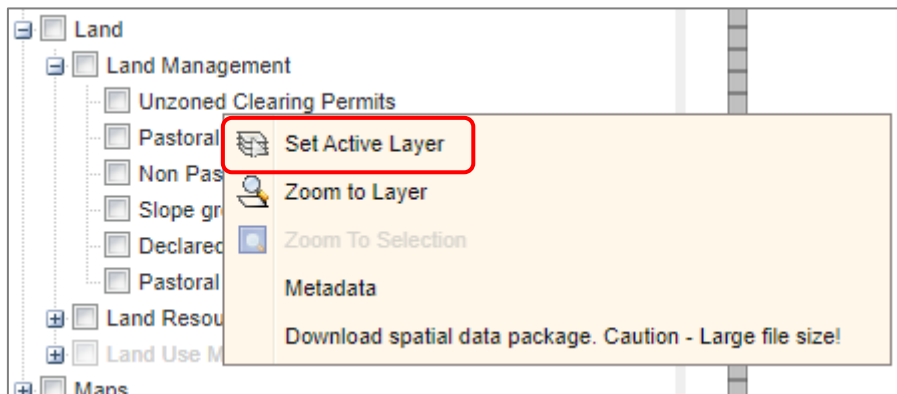 Land
Land Management
Unzoned Clearing Permits
Pastoral
Set Active Layer
Non Pas
Zoom to Layer
Slope gr
Declared
Zoom To Selection
Pastoral
Metadata
Land Resou
Download spatial data package. Caution - Large file size!
Land Use M
Maps